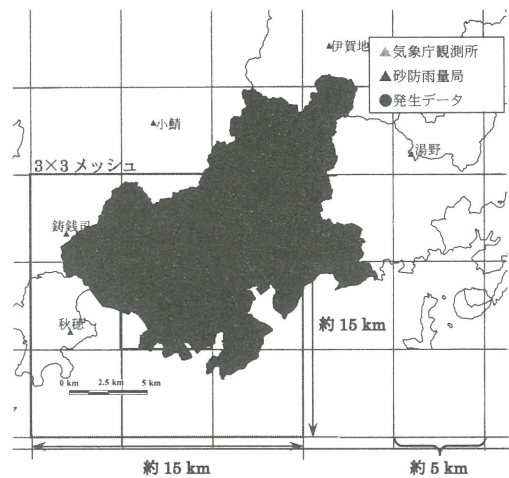 ▲伊賀地
▲気象庁観測所
▲砂防雨量局
●発生データ
▲小鯖
▲湯野
3×3メッシュ
鋳銭司
秋穂
約 15 km
0 km 2.5 km 5 km
約 15 km
約 5 km